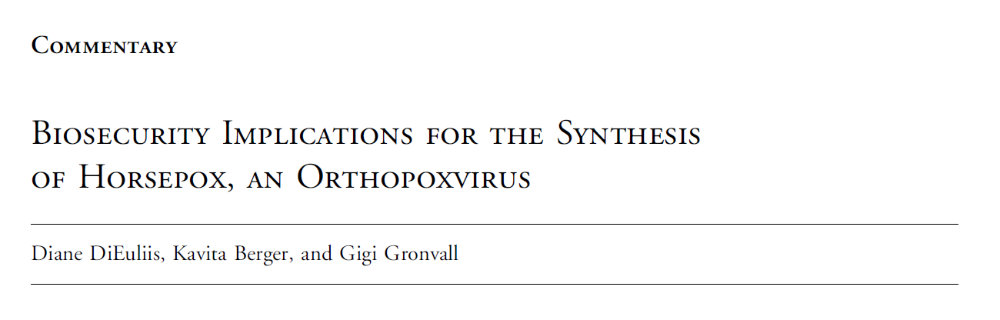 Commentary
Biosecurity Implications for the Synthesis
of Horsepox, an Orthopoxvirus
Diane DiEuliis, Kavita Berger, and Gigi Gronvall